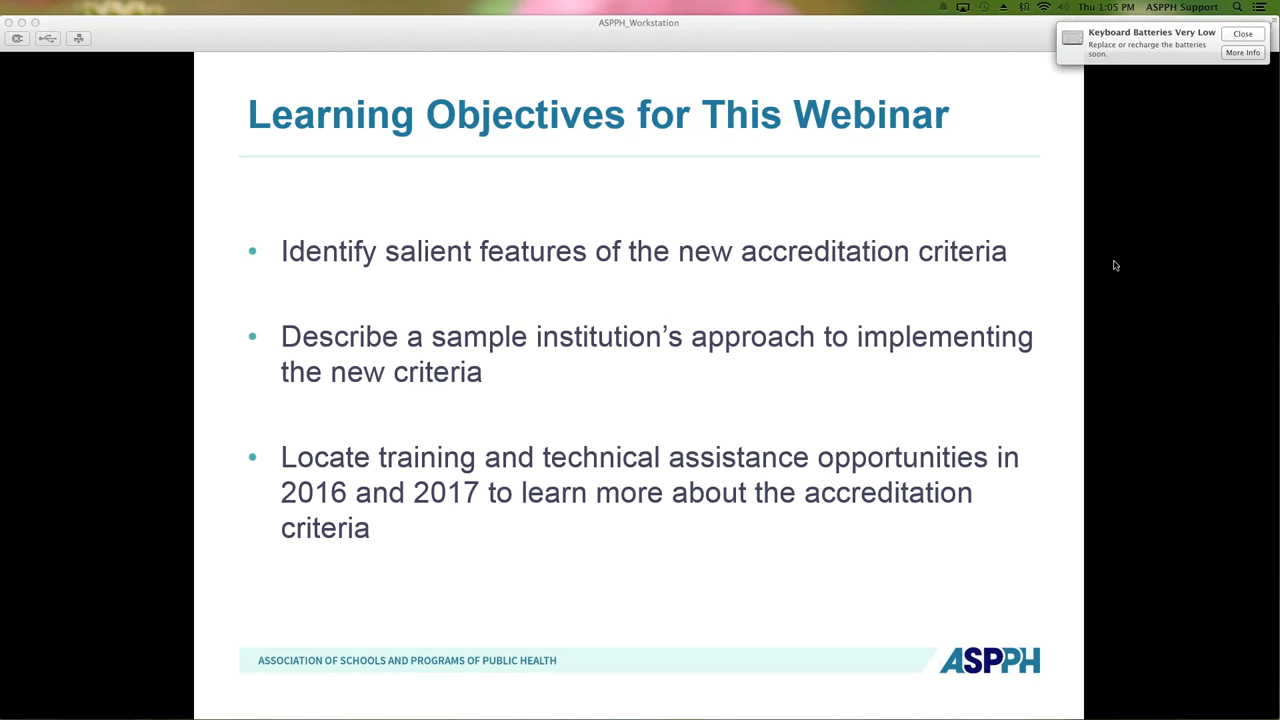 Thu 1:05 PM ASPPH Support
ASPPH_Workstation
Keyboard Batteries Very Low
Replace or recharge the batteries
soon.
Close
More Info
Learning Objectives for This Webinar
• Identify salient features of the new accreditation criteria
• Describe a sample institution’s approach to implementing
the new criteria
• Locate training and technical assistance opportunities in
2016 and 2017 to learn more about the accreditation
criteria
ASSOCIATION OF SCHOOLS AND PROGRAMS OF PUBLIC HEALTH
ASPPH